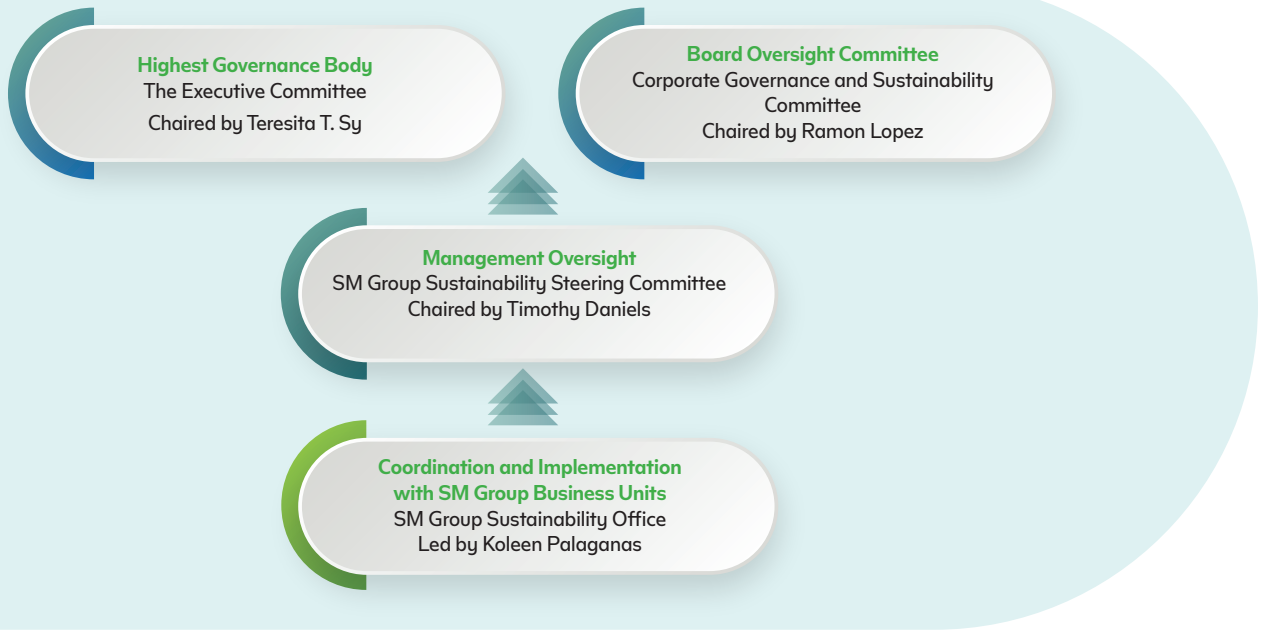 Highest Governance Body
The Executive Committee
Chaired by Teresita T. Sy
Board Oversight Committee
Corporate Governance and Sustainability
Committee
Chaired by Ramon Lopez
Management Oversight
SM Group Sustainability Steering Committee
Chaired by Timothy Daniels
Coordination and Implementation
with SM Group Business Units
SM Group Sustainability Office
Led by Koleen Palaganas